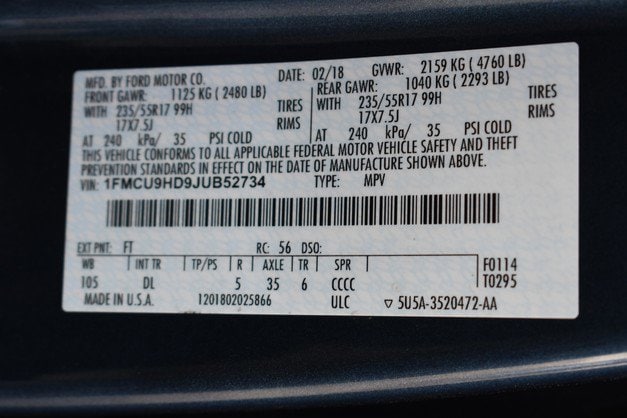 MFD. BY FORD MOTOR CO. DATE: 02/18 GVWR: 2159 KG ( 4760 LB)
FRONT GAWR: 1125 KG ( 2480 LB) REAR GAWR: 1040 KG ( 2293 LB)
WITH 235/55R17 99H TIRES WITH 235/55R17 99H TIRES
17X7.5J RIMS 17X7.5J RIMS
AT 240 kPa/ 35 PSI COLD AT 240 kPa/ 35 PSI COLD
THIS VEHICLE CONFORMS TO ALL APPLICABLE FEDERAL MOTOR VEHICLE SAFETY AND THEFT
PREVENTION STANDARDS IN EFFECT ON THE DATE OF MANUFACTURE SHOWN ABOVE.
VIN: 1FMCU9HD9JUB52734 TYPE: MPV
EXT PNT: FT RC: 56 DSO:
WB INT TR TP/PS R AXLE TR SPR F0114
105 DL 5 35 6 CCCC T0295
MADE IN U.S.A. 1201802025866 ULC ▽ 5U5A-3520472-AA